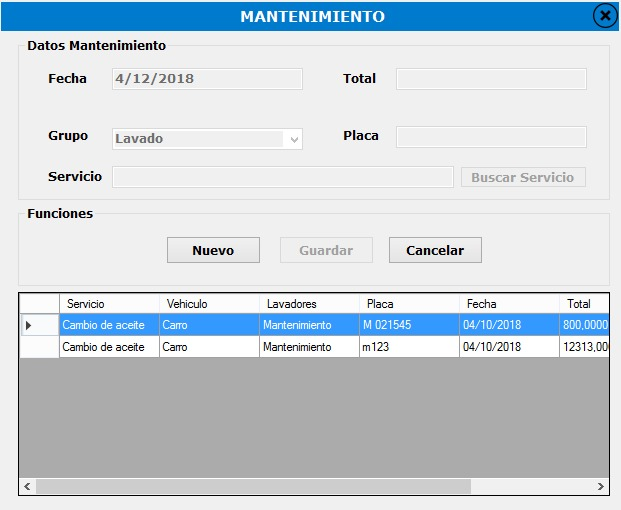 MANTENIMIENTO
Datos Mantenimiento
Fecha 4/12/2018 Total
Grupo Lavado Placa
Servicio Buscar Servicio
Funciones
Nuevo Guardar Cancelar
Servicio Vehiculo Lavadores Placa Fecha Total
Cambio de aceite Carro Mantenimiento M 021545 04/10/2018 800,0000
Cambio de aceite Carro Mantenimiento m123 04/10/2018 12313,00